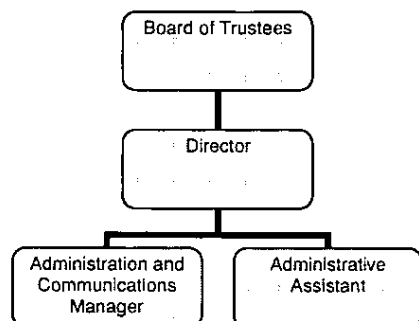 Board of Trustees
Director
Administration and
Communications
Manager
Administrative
Assistant